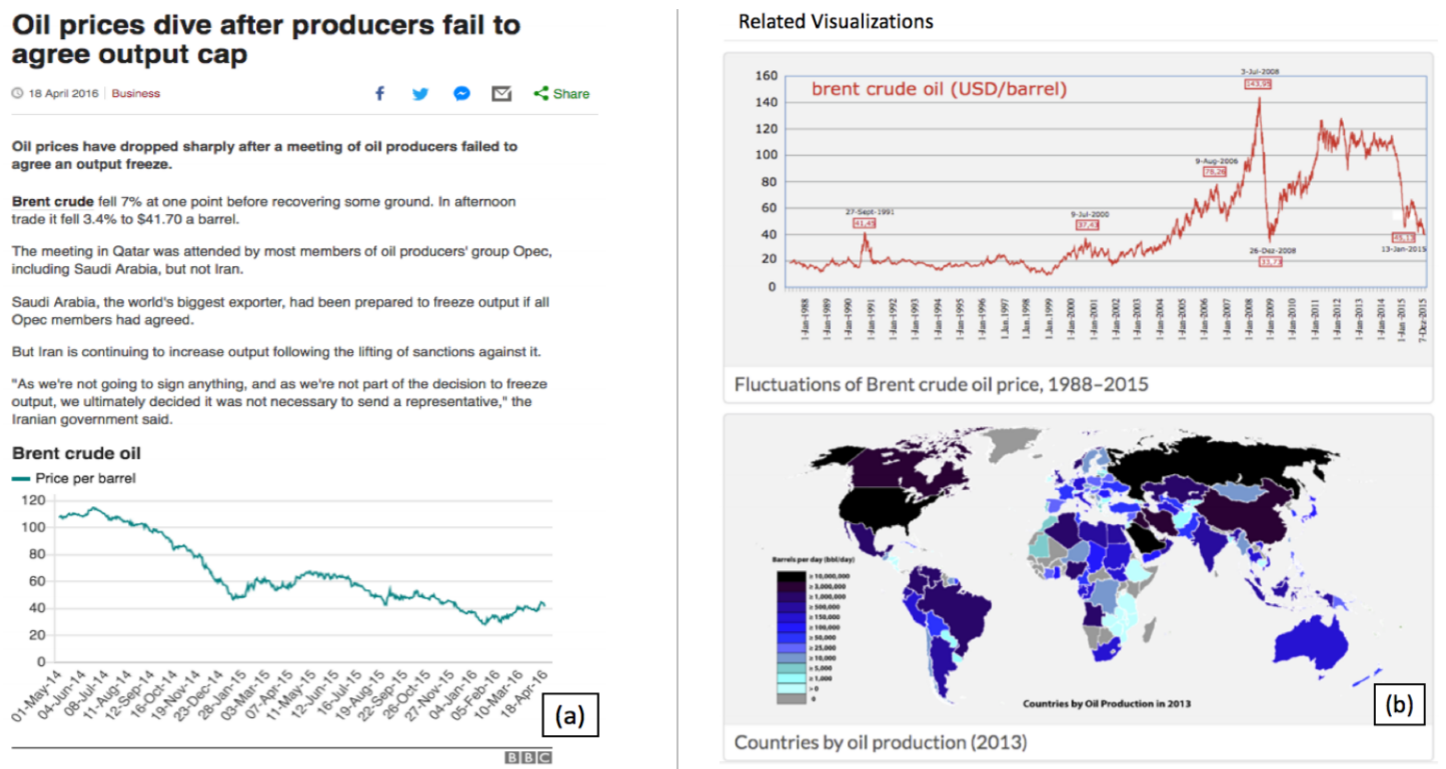 Oil prices dive after producers fail to
agree output cap
18 April 2016 Business
Share
Oil prices have dropped sharply after a meeting of oil producers failed to
agree an output freeze.
Brent crude fell 7% at one point before recovering some ground. In afternoon
trade it fell 3.4% to $41.70 a barrel.
The meeting in Qatar was attended by most members of oil producers' group Opec,
including Saudi Arabia, but not Iran.
Saudi Arabia, the world's biggest exporter, had been prepared to freeze output if all
Opec members had agreed.
But Iran is continuing to increase output following the lifting of sanctions against it.
"As we're not going to sign anything, and as we're not part of the decision to freeze
output, we ultimately decided it was not necessary to send a representative," the
Iranian government said.
Brent crude oil
Price per barrel
120
100
80
60
40
20
0
01-May-14
04-Jun-14
08-Jul-14
11-Aug-14
12-Sep-14
16-Oct-14
19-Nov-14
23-Dec-14
28-Jan-15
03-Mar-15
07-Apr-15
11-May-15
12-Jun-15
16-Jul-15
19-Aug-15
22-Sep-15
26-Oct-15
27-Nov-15
04-Jan-16
05-Feb-16
10-Mar-16
18-Apr-16
(a)
BBC
Related Visualizations
brent crude oil (USD/barrel)
160
140
120
100
80
60
40
20
0
27-Sept-1991
41,45
9-Jul-2000
37,43
9-Aug-2006
78,26
3-Jul-2008
143,95
26-Dez-2008
33,73
45,13
13-Jan-2015
1-Jan-1988
1-Jan-1989
1-Jan-1990
1-Jan-1991
1-Jan-1992
1-Jan-1993
1-Jan-1994
1-Jan-1995
1-Jan-1996
1.Jan.1997
1-Jan.1998
1.Jan.1999
1-Jan-2000
1-Jan-2001
1-Jan-2002
1-Jan-2003
1-Jan-2004
1-Jan-2005
1-Jan-2006
1-Jan-2007
1-Jan-2008
1-Jan-2009
1-Jan-2010
1-Jan-2011
1-Jan-2012
1-Jan-2013
1-Jan-2014
1-Jan-2015
7-Dez-2015
Fluctuations of Brent crude oil price, 1988–2015
Barrels per day (bbl/day)
≥ 10,000,000
≥ 3,000,000
≥ 1,000,000
≥ 500,000
≥ 150,000
≥ 100,000
≥ 50,000
≥ 25,000
≥ 10,000
≥ 5,000
≥ 1,000
> 0
0
Countries by Oil Production in 2013
(b)
Countries by oil production (2013)